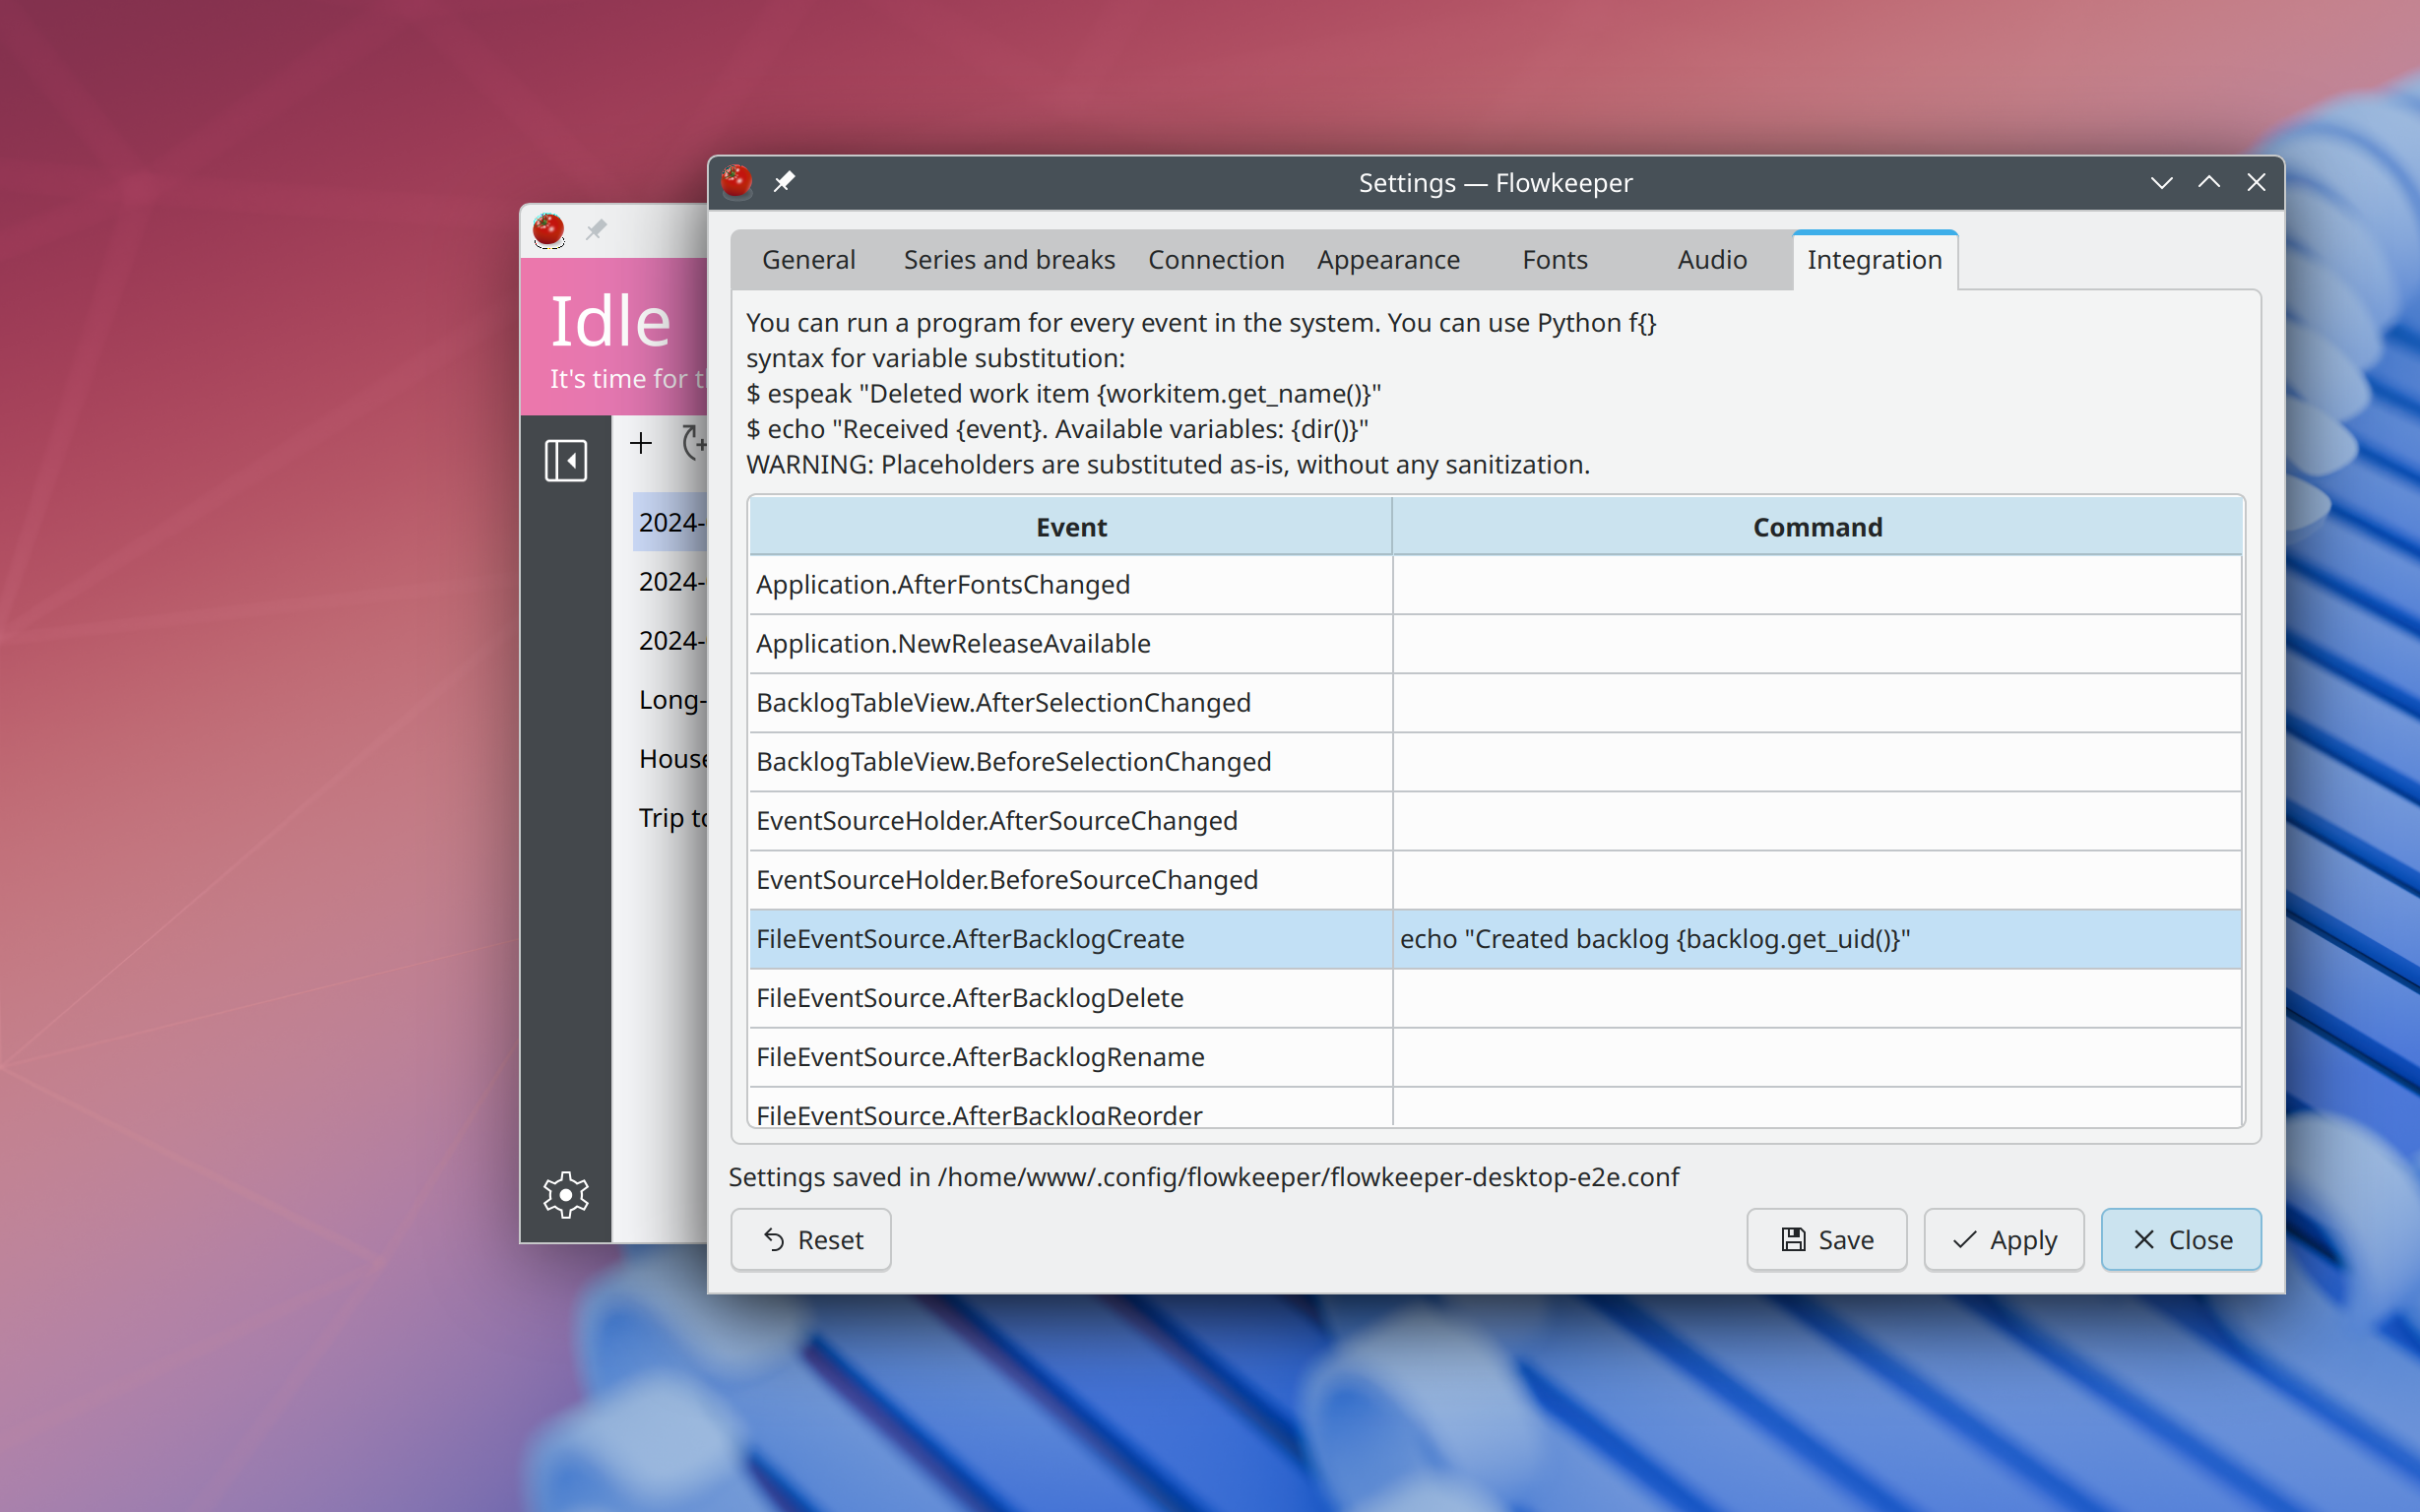 Settings — Flowkeeper
General Series and breaks Connection Appearance Fonts Audio Integration
You can run a program for every event in the system. You can use Python f{}
syntax for variable substitution:
$ espeak "Deleted work item {workitem.get_name()}"
$ echo "Received {event}. Available variables: {dir()}"
WARNING: Placeholders are substituted as-is, without any sanitization.
Event Command
Application.AfterFontsChanged
Application.NewReleaseAvailable
BacklogTableView.AfterSelectionChanged
BacklogTableView.BeforeSelectionChanged
EventSourceHolder.AfterSourceChanged
EventSourceHolder.BeforeSourceChanged
FileEventSource.AfterBacklogCreate echo "Created backlog {backlog.get_uid()}"
FileEventSource.AfterBacklogDelete
FileEventSource.AfterBacklogRename
FileEventSource.AfterBacklogReorder
Settings saved in /home/www/.config/flowkeeper/flowkeeper-desktop-e2e.conf
Reset Save Apply Close
Idle
It's time for
2024-
2024-
2024-
Long-
House
Trip to